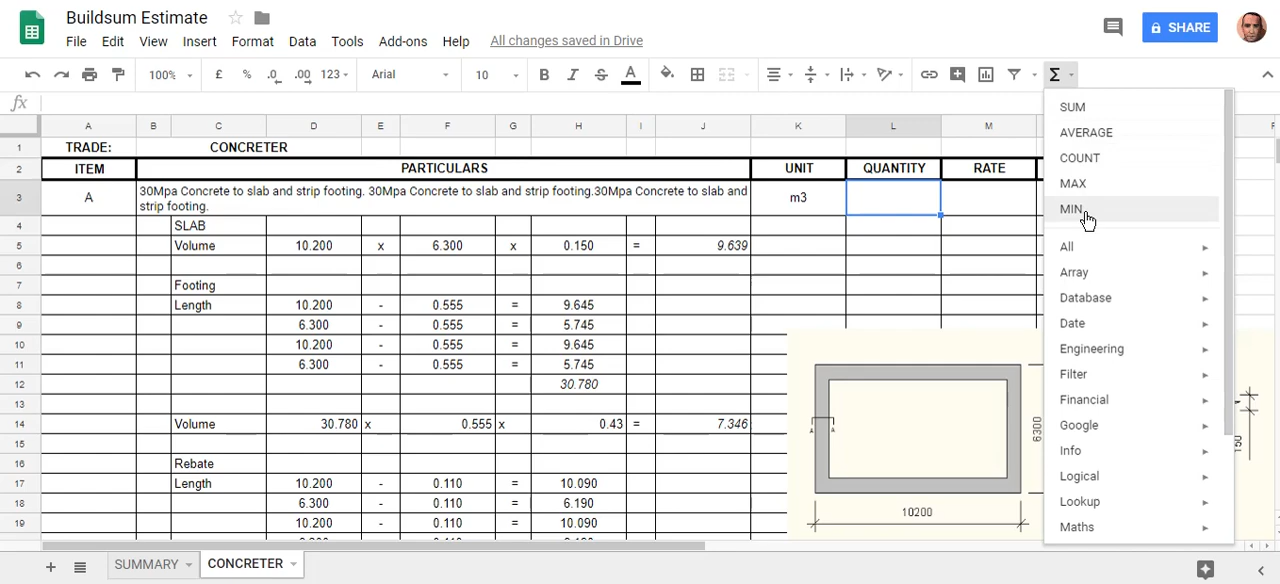 Buildsum Estimate
File Edit View Insert Format Data Tools Add-ons Help All changes saved in Drive
SHARE
100% £ % .0 .00 123 Arial 10 B I S A Σ
fx
A B C D E F G H I J K L M
1 TRADE: CONCRETER
2 ITEM PARTICULARS UNIT QUANTITY RATE
3 A 30Mpa Concrete to slab and strip footing. 30Mpa Concrete to slab and strip footing.30Mpa Concrete to slab and strip footing. m3
4 SLAB
5 Volume 10.200 x 6.300 x 0.150 = 9.639
6
7 Footing
8 Length 10.200 - 0.555 = 9.645
9 6.300 - 0.555 = 5.745
10 10.200 - 0.555 = 9.645
11 6.300 - 0.555 = 5.745
12 30.780
13
14 Volume 30.780 x 0.555 x 0.43 = 7.346
15
16 Rebate
17 Length 10.200 - 0.110 = 10.090
18 6.300 - 0.110 = 6.190
19 10.200 - 0.110 = 10.090
SUM
AVERAGE
COUNT
MAX
MIN
All
Array
Database
Date
Engineering
Filter
Financial
Google
Info
Logical
Lookup
Maths
6300
10200
150
A A
SUMMARY CONCRETER